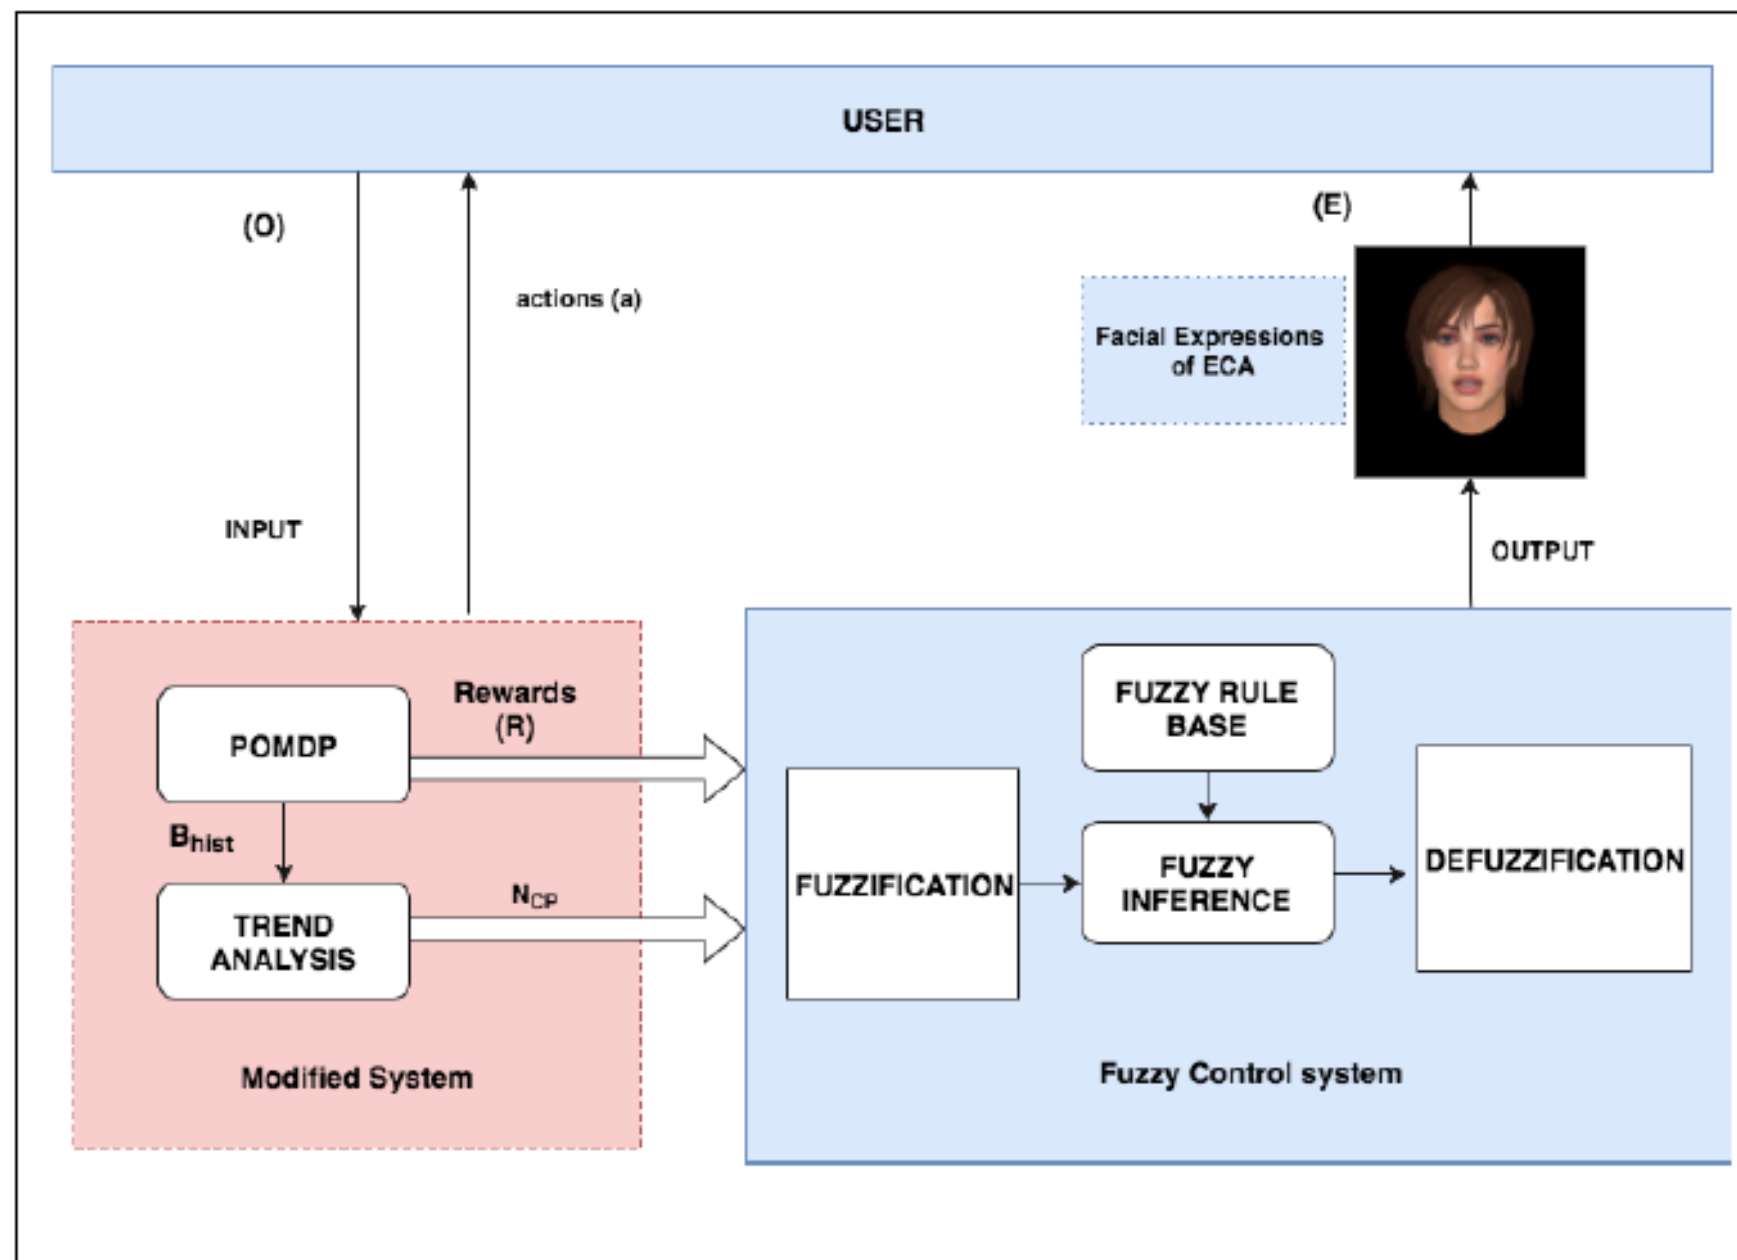 USER
(O)
(E)
actions (a)
Facial Expressions
of ECA
INPUT
OUTPUT
Rewards
(R)
POMDP
Bhist
TREND
ANALYSIS
NCP
Modified System
FUZZY RULE
BASE
FUZZIFICATION
FUZZY
INFERENCE
DEFUZZIFICATION
Fuzzy Control system